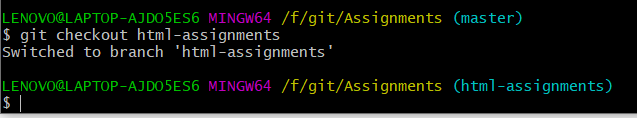 LENOVO@LAPTOP-AJDO5ES6 MINGW64 /f/git/Assignments (master)
$ git checkout html-assignments
Switched to branch 'html-assignments'
LENOVO@LAPTOP-AJDO5ES6 MINGW64 /f/git/Assignments (html-assignments)
$